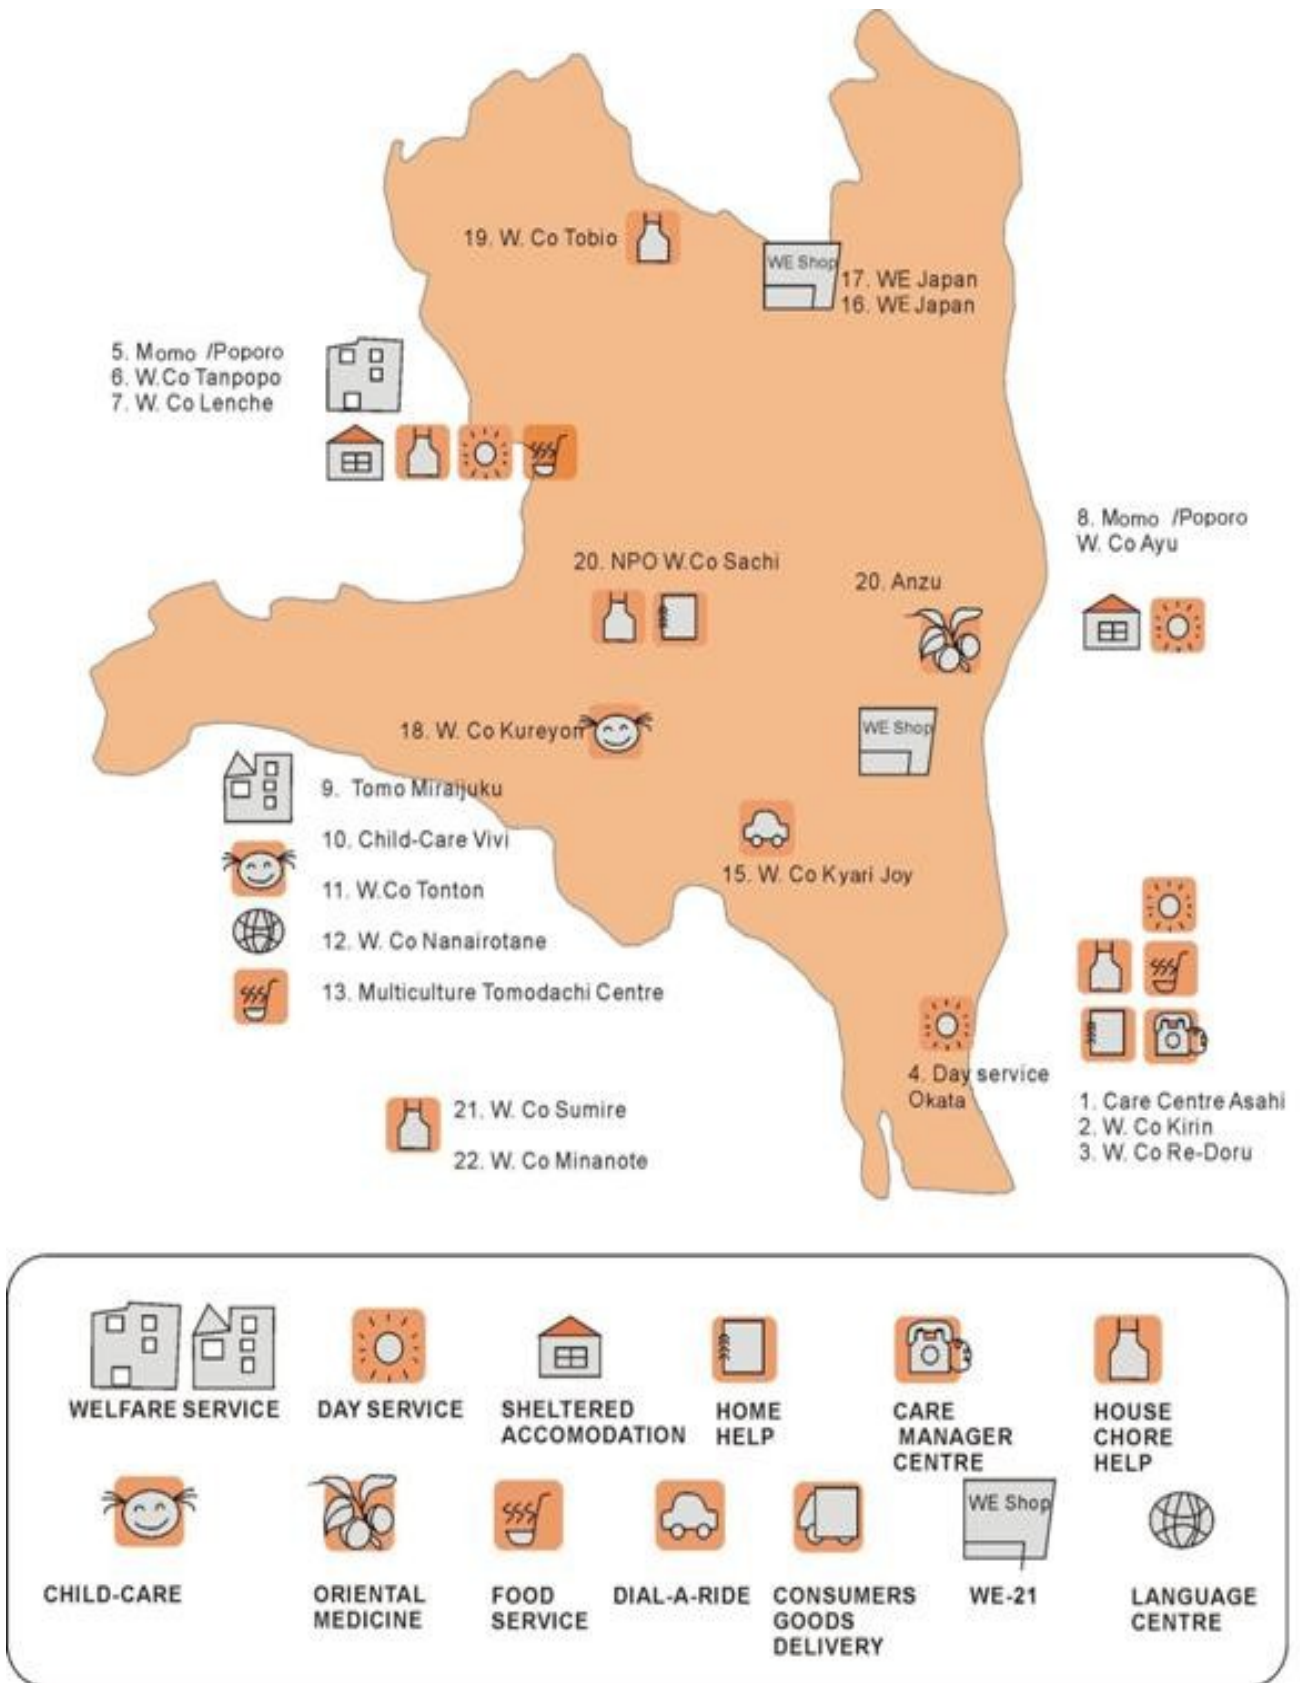 19. W. Co Tobio
WE Shop
17. WE Japan
16. WE Japan
5. Momo /Poporo
6. W.Co Tanpopo
7. W. Co Lenche
8. Momo /Poporo
W. Co Ayu
20. NPO W.Co Sachi
20. Anzu
18. W. Co Kureyon
WE Shop
9. Tomo Miraijuku
10. Child-Care Vivi
15. W. Co Kyari Joy
11. W.Co Tonton
12. W. Co Nanairotane
13. Multiculture Tomodachi Centre
4. Day service
Okata
1. Care Centre Asahi
2. W. Co Kirin
3. W. Co Re-Doru
21. W. Co Sumire
22. W. Co Minanote
WELFARE SERVICE
DAY SERVICE
SHELTERED
ACCOMODATION
HOME
HELP
CARE
MANAGER
CENTRE
HOUSE
CHORE
HELP
CHILD-CARE
ORIENTAL
MEDICINE
FOOD
SERVICE
DIAL-A-RIDE
CONSUMERS
GOODS
DELIVERY
WE Shop
WE-21
LANGUAGE
CENTRE